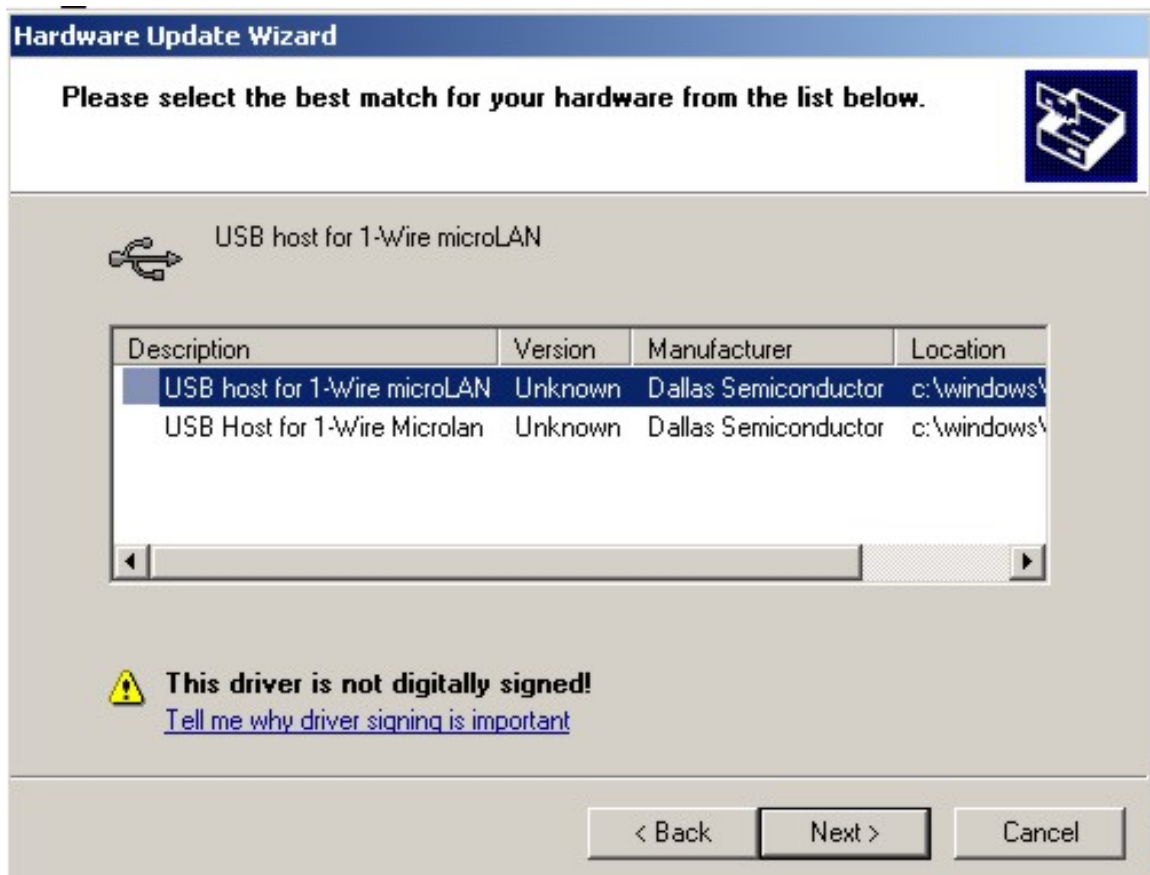 Hardware Update Wizard
Please select the best match for your hardware from the list below.
USB host for 1-Wire microLAN
Description Version Manufacturer Location
USB host for 1-Wire microLAN Unknown Dallas Semiconductor c:\windows\
USB Host for 1-Wire Microlan Unknown Dallas Semiconductor c:\windows\
This driver is not digitally signed!
Tell me why driver signing is important
< Back Next > Cancel